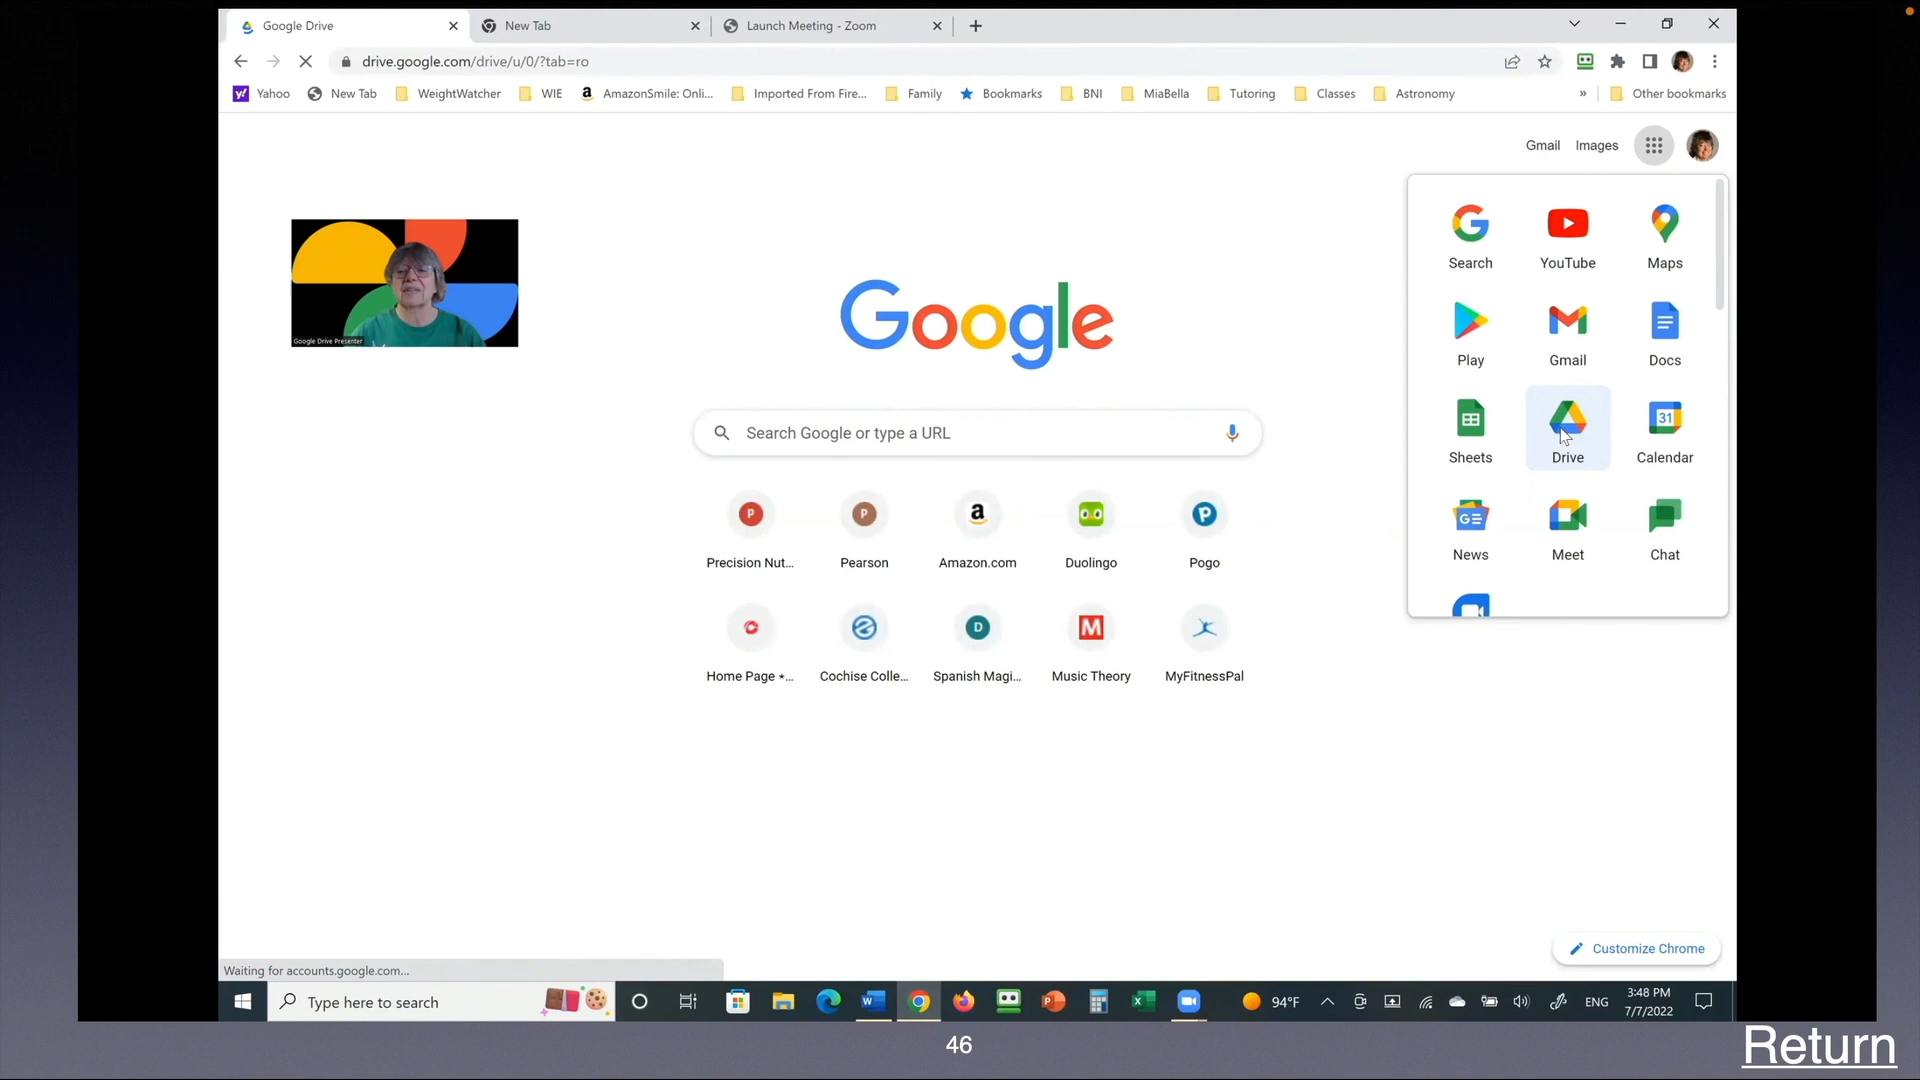 Google Drive
New Tab
Launch Meeting - Zoom
drive.google.com/drive/u/0/?tab=ro
Yahoo
New Tab
WeightWatcher
WIE
AmazonSmile: Onli...
Imported From Fire...
Family
Bookmarks
BNI
MiaBella
Tutoring
Classes
Astronomy
»
Other bookmarks
Gmail
Images
Google Drive Presenter
Google
Search Google or type a URL
Precision Nut...
Pearson
Amazon.com
Duolingo
Pogo
Home Page •...
Cochise Colle...
Spanish Magi...
Music Theory
MyFitnessPal
Search
YouTube
Maps
Play
Gmail
Docs
Sheets
31
Drive
Calendar
News
Meet
Chat
Customize Chrome
Waiting for accounts.google.com...
Type here to search
94°F
ENG
3:48 PM
7/7/2022
46
Return